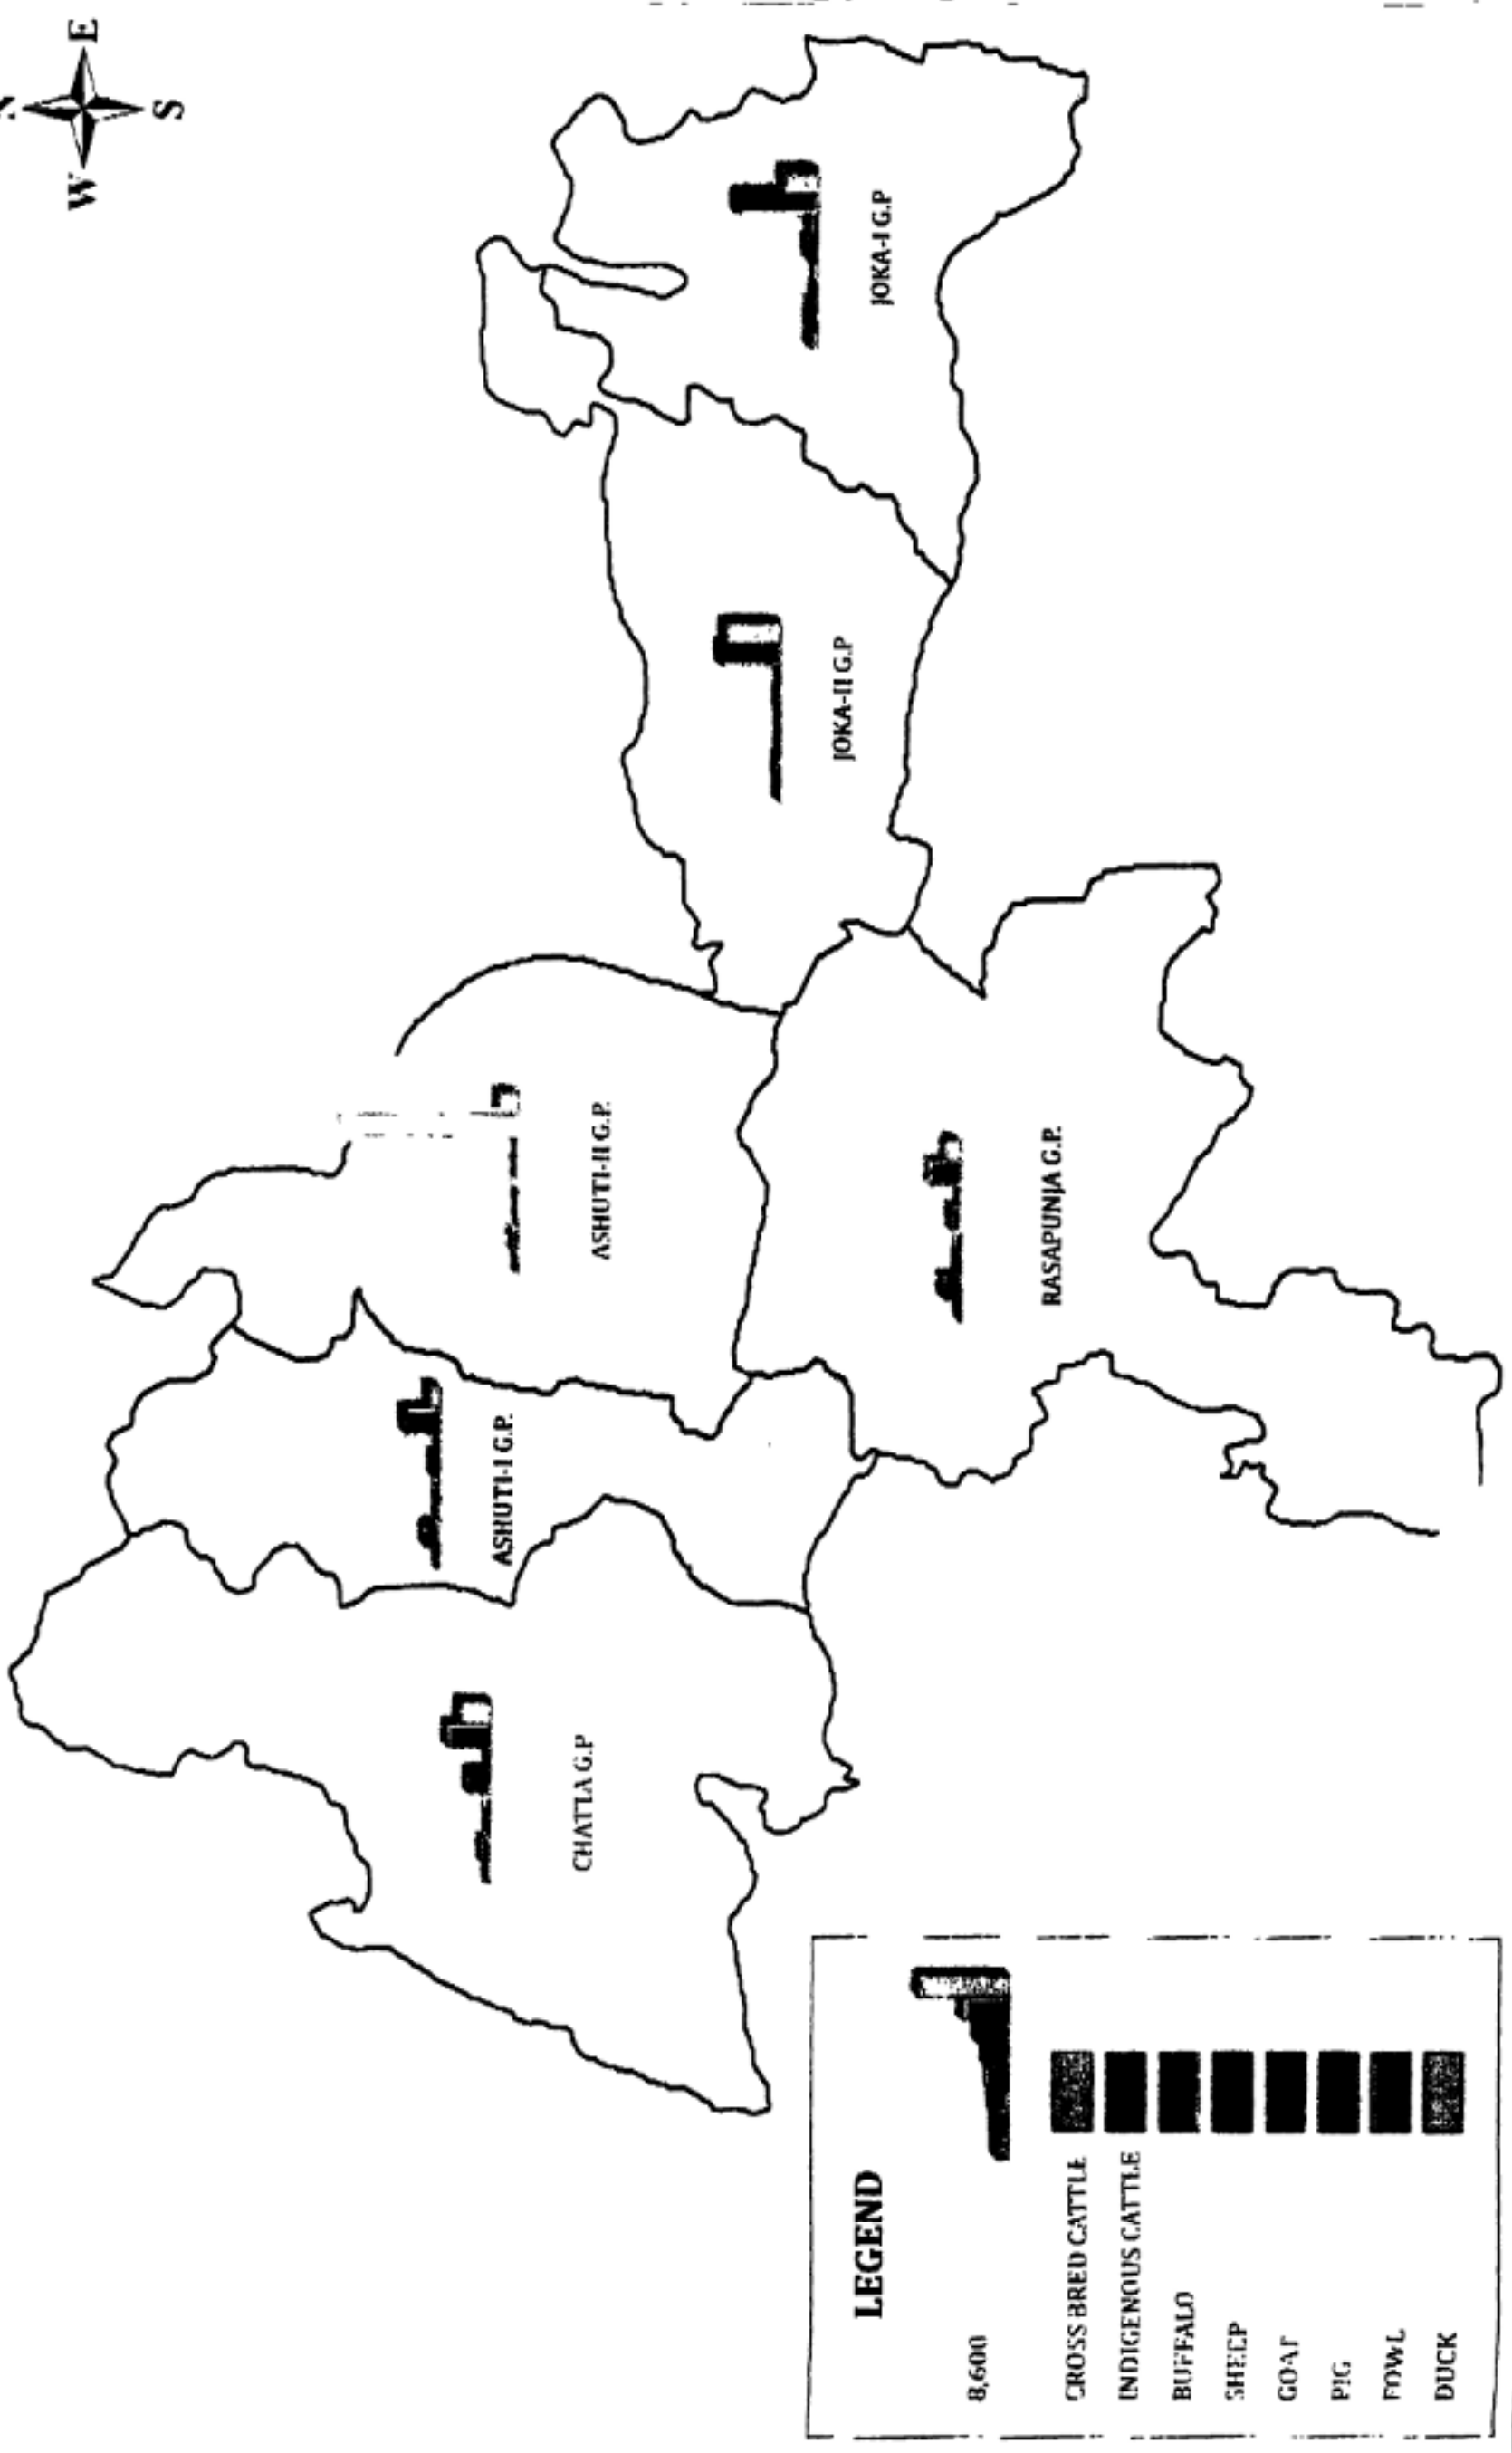 N
W E
S
JOKA-I G.P
JOKA-II G.P
ASHUTI-II G.P.
ASHUTI-I G.P.
RASAPUNJA G.P.
CHATTA G.P
LEGEND
8,600
CROSS BRED CATTLE
INDIGENOUS CATTLE
BUFFALO
SHEEP
GOAT
PIG
FOWL
DUCK